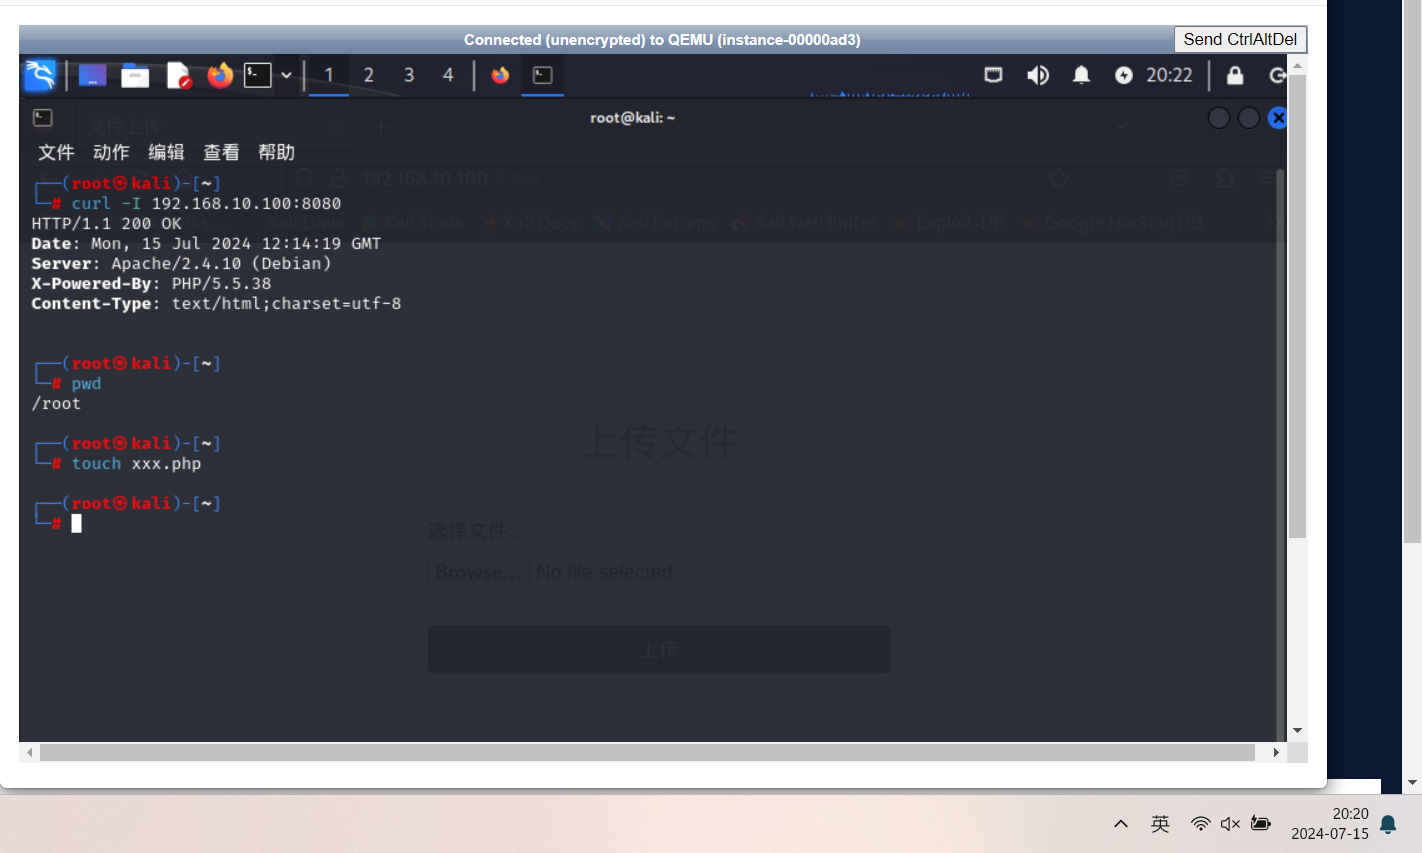 Connected (unencrypted) to QEMU (instance-00000ad3)
Send CtrlAltDel
1 2 3 4
20:22
文件上传
root@kali: ~
文件 动作 编辑 查看 帮助
192.168.10.100:8080
(root㉿kali)-[~]
# curl -I 192.168.10.100:8080
HTTP/1.1 200 OK
Kali Linux Kali Tools Kali Docs Kali Forums Kali NetHunter Exploit-DB Google Hacking DB
Date: Mon, 15 Jul 2024 12:14:19 GMT
Server: Apache/2.4.10 (Debian)
X-Powered-By: PHP/5.5.38
Content-Type: text/html;charset=utf-8
(root㉿kali)-[~]
# pwd
/root
(root㉿kali)-[~]
# touch xxx.php
(root㉿kali)-[~]
#
上传文件
选择文件：
Browse... No file selected.
上传
英
20:20
2024-07-15